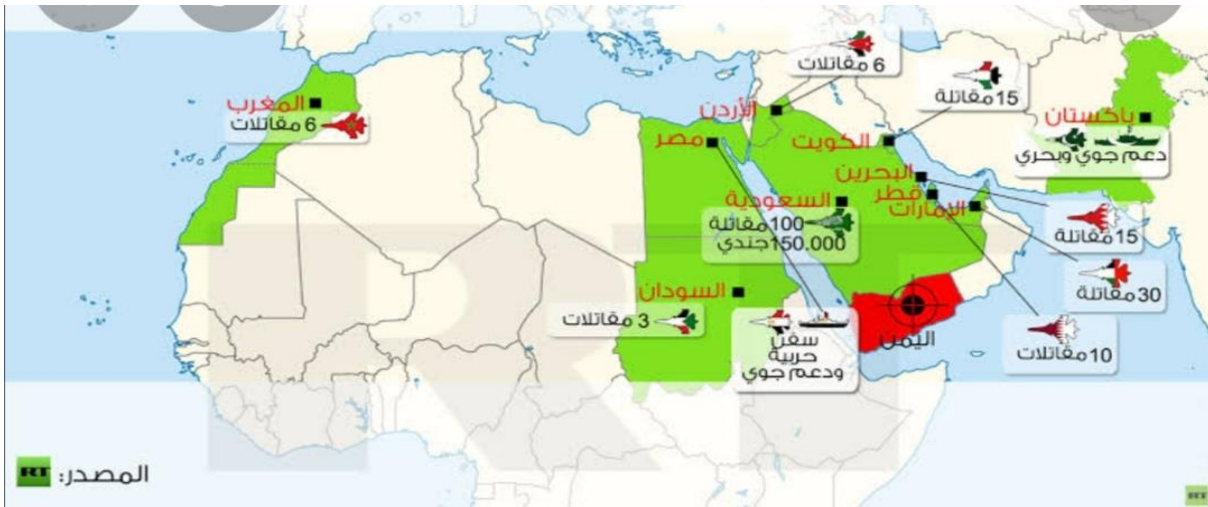 6 مقاتلات
15 مقاتلة
المغرب
6 مقاتلات
الأردن
باكستان
دعم جوي وبحري
مصر
الكويت
البحرين
قطر
الإمارات
السعودية
100 مقاتلة
150.000 جندي
15 مقاتلة
30 مقاتلة
السودان
3 مقاتلات
سفن
حربية
ودعم جوي
اليمن
10 مقاتلات
المصدر: RT
RT